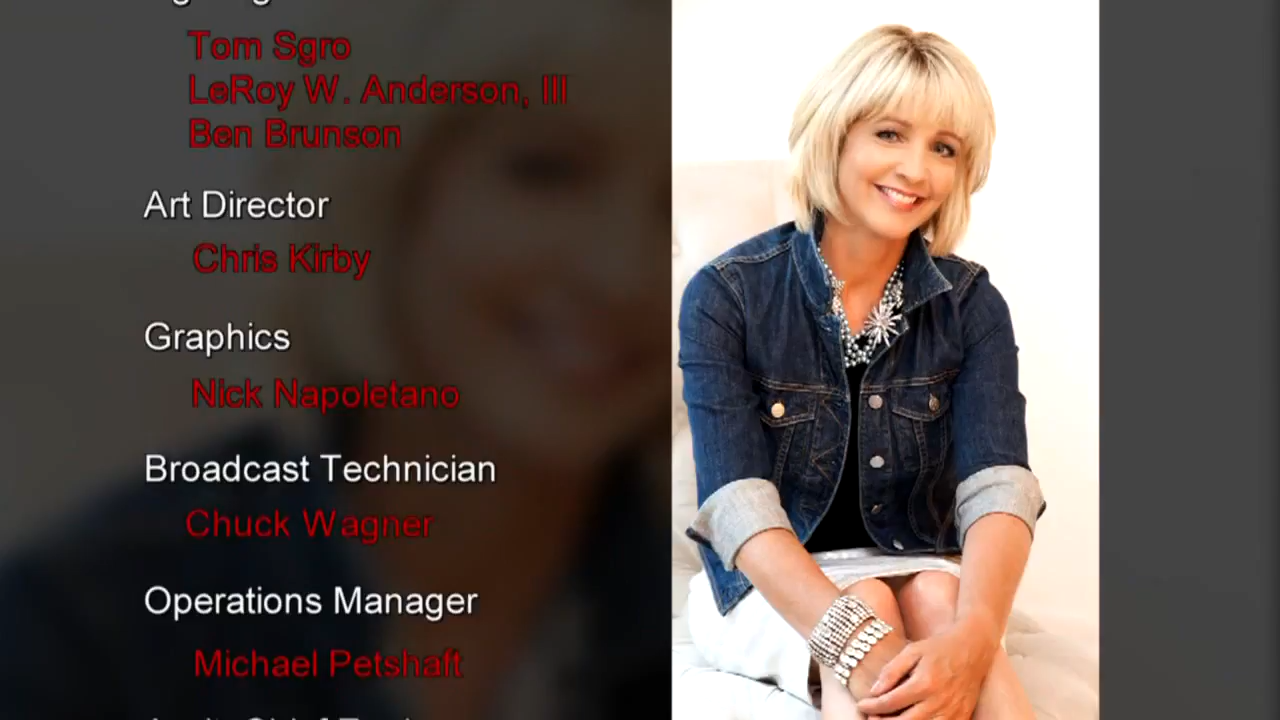 Tom Sgro
LeRoy W. Anderson, III
Ben Brunson
Art Director
Chris Kirby
Graphics
Nick Napoletano
Broadcast Technician
Chuck Wagner
Operations Manager
Michael Petshaft